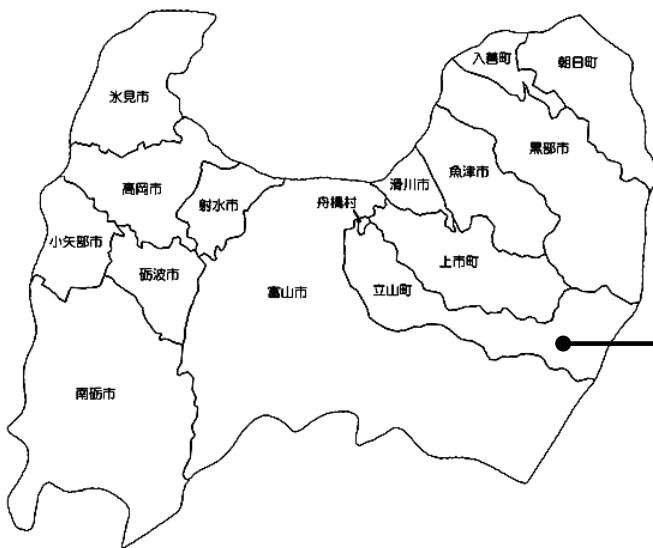 入善町
朝日町
氷見市
黒部市
魚津市
滑川市
高岡市
射水市
舟橋村
小矢部市
上市町
砺波市
富山市
立山町
南砺市